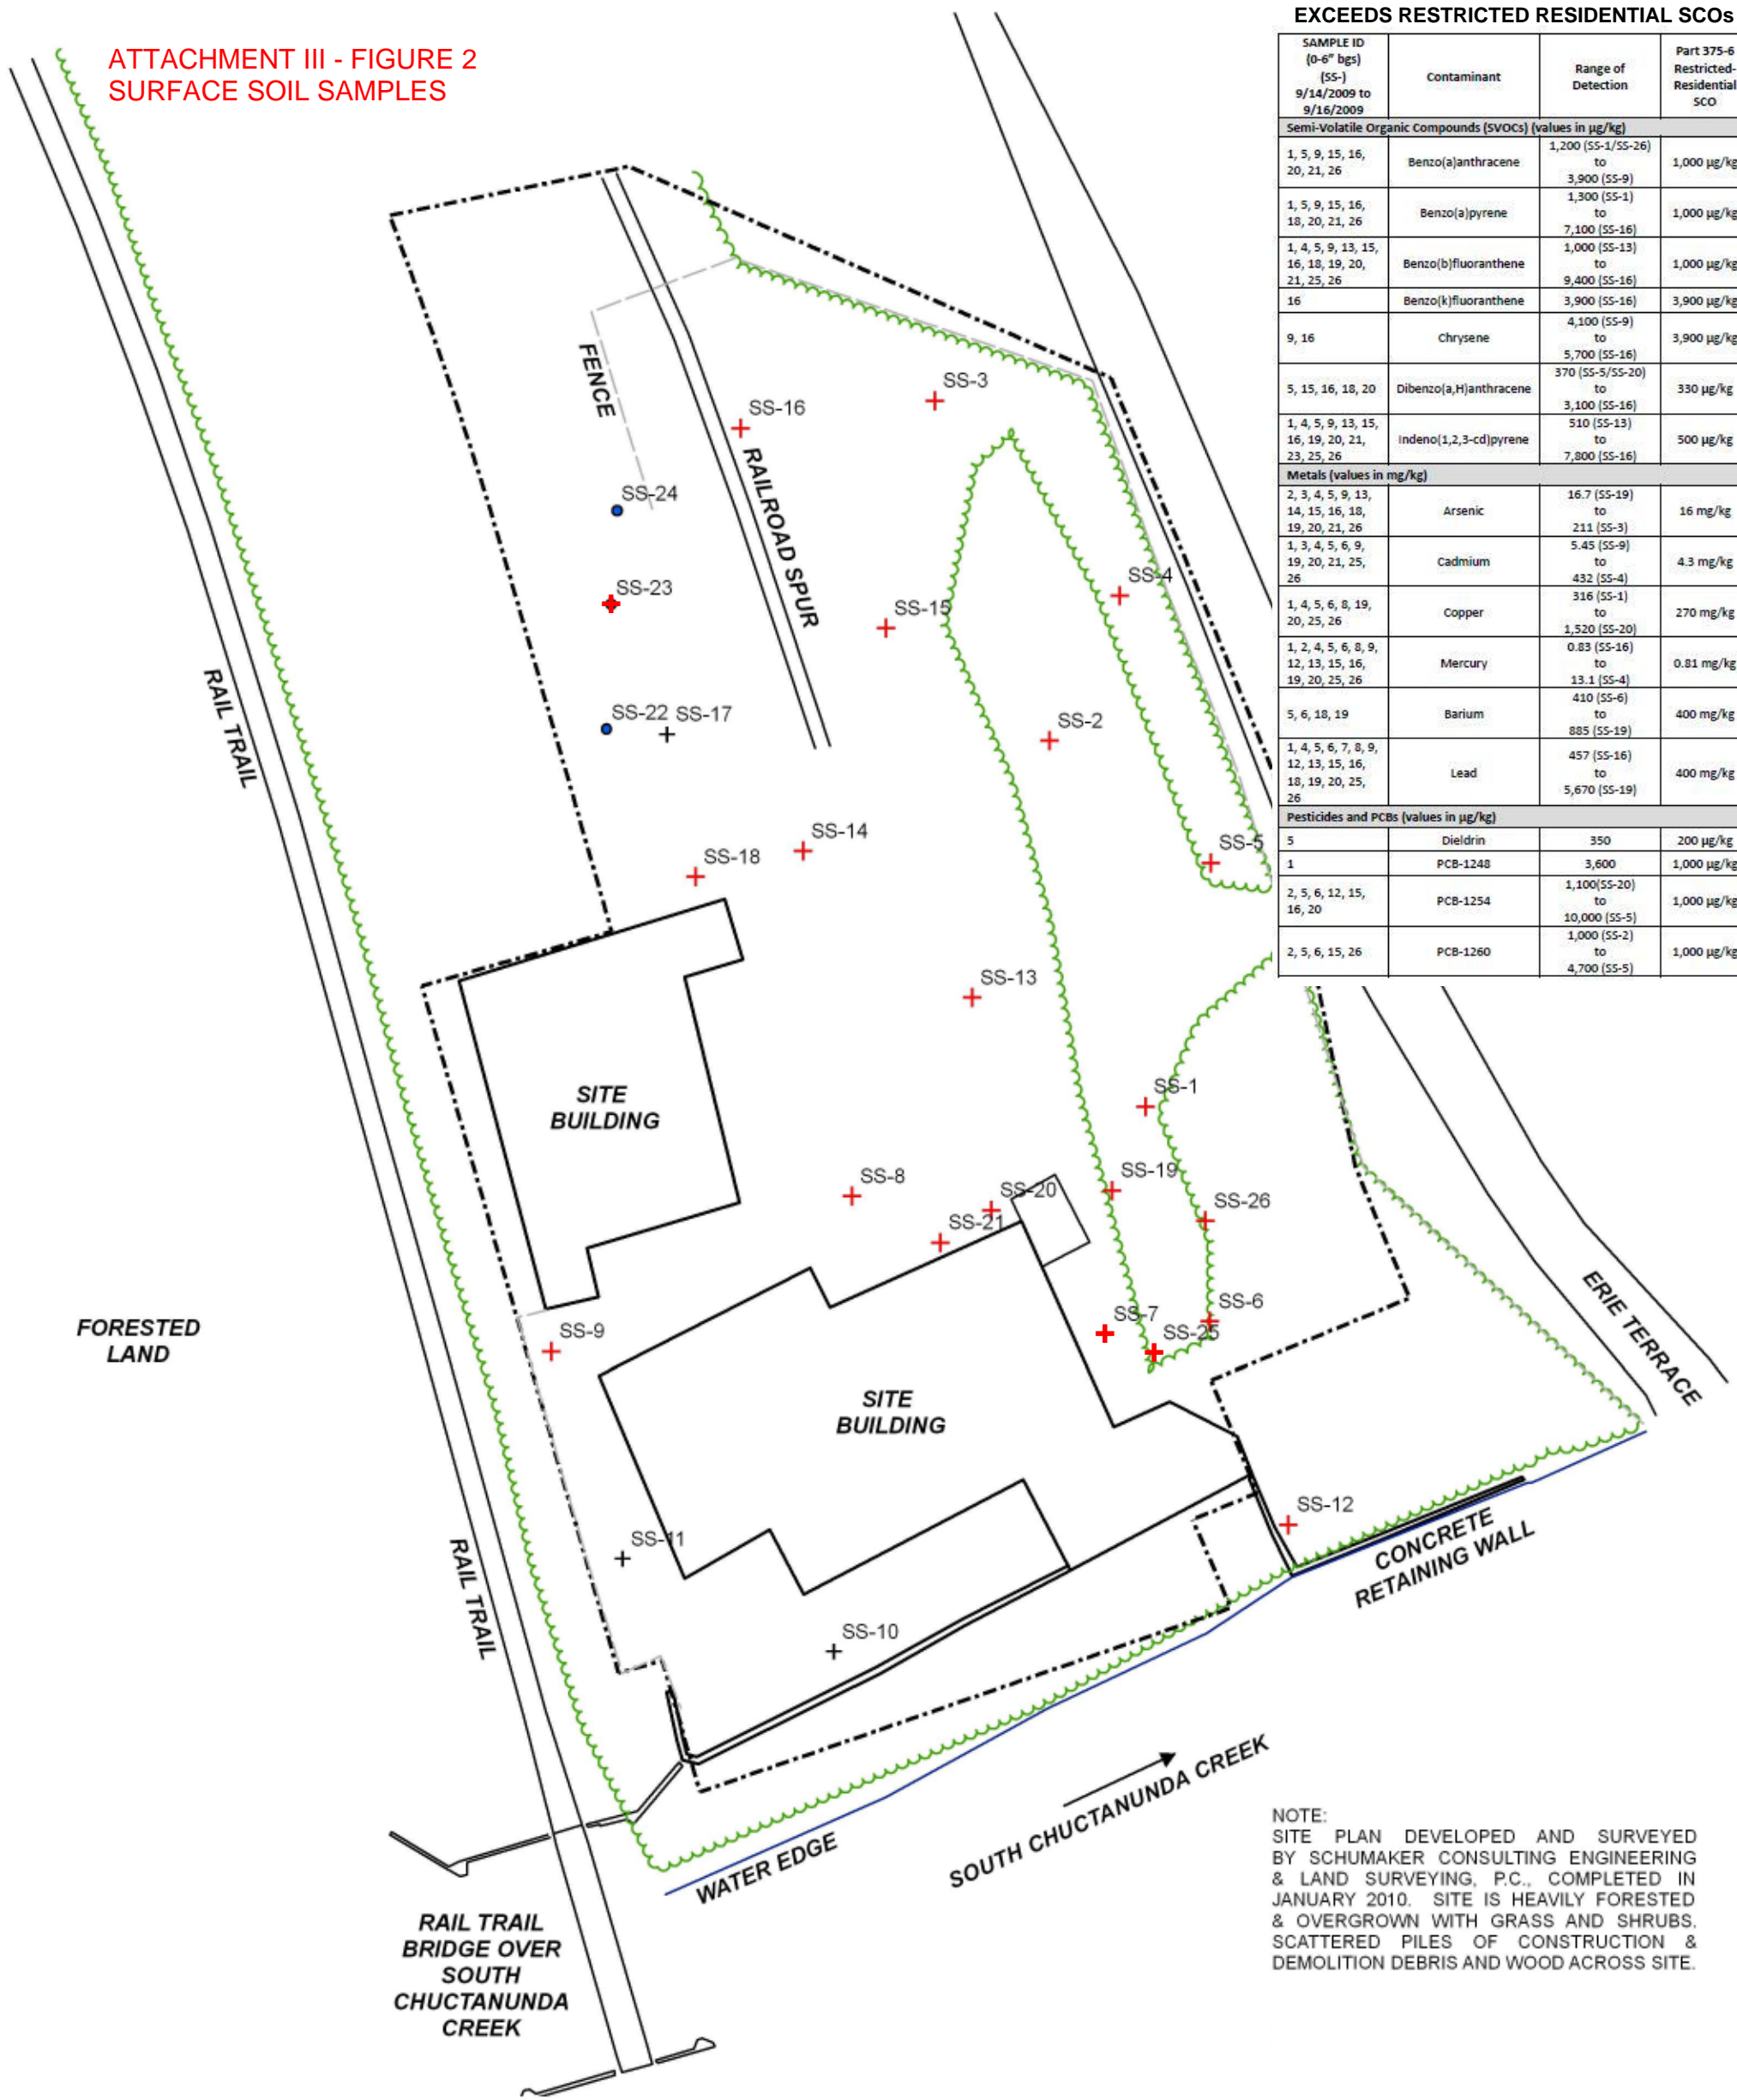 ATTACHMENT III - FIGURE 2
SURFACE SOIL SAMPLES
EXCEEDS RESTRICTED RESIDENTIAL SCOs
SAMPLE ID
(0-6" bgs)
(SS-)
9/14/2009 to
9/16/2009
Contaminant
Range of
Detection
Part 375-6
Restricted-
Residential
SCO
Semi-Volatile Organic Compounds (SVOCs) (values in µg/kg)
1, 5, 9, 15, 16,
20, 21, 26
Benzo(a)anthracene
1,200 (SS-1/SS-26)
to
3,900 (SS-9)
1,000 µg/kg
1, 5, 9, 15, 16,
18, 20, 21, 26
Benzo(a)pyrene
1,300 (SS-1)
to
7,100 (SS-16)
1,000 µg/kg
1, 4, 5, 9, 13, 15,
16, 18, 19, 20,
21, 25, 26
Benzo(b)fluoranthene
1,000 (SS-13)
to
9,400 (SS-16)
1,000 µg/kg
16
Benzo(k)fluoranthene
3,900 (SS-16)
3,900 µg/kg
9, 16
Chrysene
4,100 (SS-9)
to
5,700 (SS-16)
3,900 µg/kg
5, 15, 16, 18, 20
Dibenzo(a,H)anthracene
370 (SS-5/SS-20)
to
3,100 (SS-16)
330 µg/kg
1, 4, 5, 9, 13, 15,
16, 19, 20, 21,
23, 25, 26
Indeno(1,2,3-cd)pyrene
510 (SS-13)
to
7,800 (SS-16)
500 µg/kg
Metals (values in mg/kg)
2, 3, 4, 5, 9, 13,
14, 15, 16, 18,
19, 20, 21, 26
Arsenic
16.7 (SS-19)
to
211 (SS-3)
16 mg/kg
1, 3, 4, 5, 6, 9,
19, 20, 21, 25,
26
Cadmium
5.45 (SS-9)
to
432 (SS-4)
4.3 mg/kg
1, 4, 5, 6, 8, 19,
20, 25, 26
Copper
316 (SS-1)
to
1,520 (SS-20)
270 mg/kg
1, 2, 4, 5, 6, 8, 9,
12, 13, 15, 16,
19, 20, 25, 26
Mercury
0.83 (SS-16)
to
13.1 (SS-4)
0.81 mg/kg
5, 6, 18, 19
Barium
410 (SS-6)
to
885 (SS-19)
400 mg/kg
1, 4, 5, 6, 7, 8, 9,
12, 13, 15, 16,
18, 19, 20, 25,
26
Lead
457 (SS-16)
to
5,670 (SS-19)
400 mg/kg
Pesticides and PCBs (values in µg/kg)
5
Dieldrin
350
200 µg/kg
1
PCB-1248
3,600
1,000 µg/kg
2, 5, 6, 12, 15,
16, 20
PCB-1254
1,100(SS-20)
to
10,000 (SS-5)
1,000 µg/kg
2, 5, 6, 15, 26
PCB-1260
1,000 (SS-2)
to
4,700 (SS-5)
1,000 µg/kg
FENCE
SS-3
SS-16
RAILROAD SPUR
SS-24
SS-4
SS-23
SS-15
RAIL TRAIL
SS-22
SS-17
SS-2
SS-14
SS-5
SS-18
SS-13
SITE
BUILDING
SS-1
SS-19
SS-8
SS-20
SS-26
SS-21
SS-6
SS-7
SS-25
SS-9
FORESTED
LAND
ERIE TERRACE
SITE
BUILDING
SS-12
CONCRETE
RETAINING WALL
SS-11
RAIL TRAIL
SS-10
SOUTH CHUCTANUNDA CREEK
WATER EDGE
NOTE:
SITE PLAN DEVELOPED AND SURVEYED
BY SCHUMAKER CONSULTING ENGINEERING
& LAND SURVEYING, P.C., COMPLETED IN
JANUARY 2010. SITE IS HEAVILY FORESTED
& OVERGROWN WITH GRASS AND SHRUBS.
SCATTERED PILES OF CONSTRUCTION &
DEMOLITION DEBRIS AND WOOD ACROSS SITE.
RAIL TRAIL
BRIDGE OVER
SOUTH
CHUCTANUNDA
CREEK